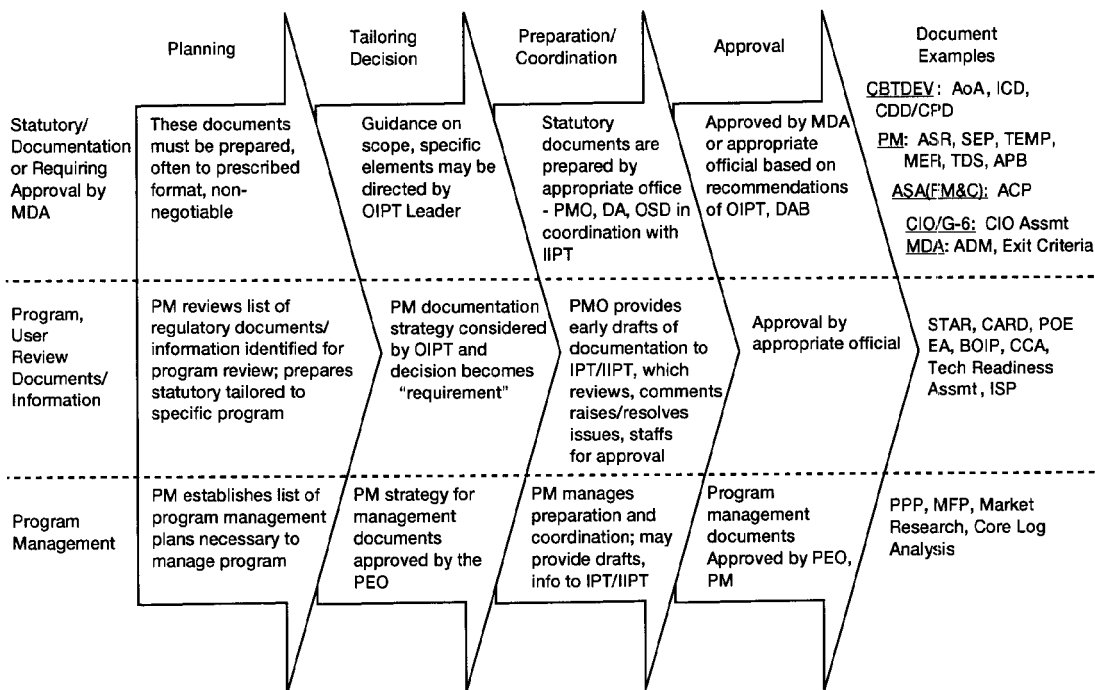 Planning
Tailoring
Decision
Preparation/
Coordination
Approval
Document
Examples
Statutory/
Documentation
or Requiring
Approval by
MDA
These documents
must be prepared,
often to prescribed
format, non-
negotiable
Guidance on
scope, specific
elements may be
directed by
OIPT Leader
Statutory
documents are
prepared by
appropriate office
- PMO, DA, OSD in
coordination with
IIPT
Approved by MDA
or appropriate
official based on
recommendations
of OIPT, DAB
CBTDEV: AoA, ICD,
CDD/CPD
PM: ASR, SEP, TEMP,
MER, TDS, APB
ASA(FM&C): ACP
CIO/G-6: CIO Assmt
MDA: ADM, Exit Criteria
Program,
User
Review
Documents/
Information
PM reviews list of
regulatory documents/
information identified for
program review; prepares
statutory tailored to
specific program
PM documentation
strategy considered
by OIPT and
decision becomes
“requirement”
PMO provides
early drafts of
documentation to
IPT/IIPT, which
reviews, comments
raises/resolves
issues, staffs
for approval
Approval by
appropriate official
STAR, CARD, POE
EA, BOIP, CCA,
Tech Readiness
Assmt, ISP
Program
Management
PM establishes list of
program management
plans necessary to
manage program
PM strategy for
management
documents
approved by the
PEO
PM manages
preparation and
coordination; may
provide drafts,
info to IPT/IIPT
Program
management
documents
Approved by PEO,
PM
PPP, MFP, Market
Research, Core Log
Analysis